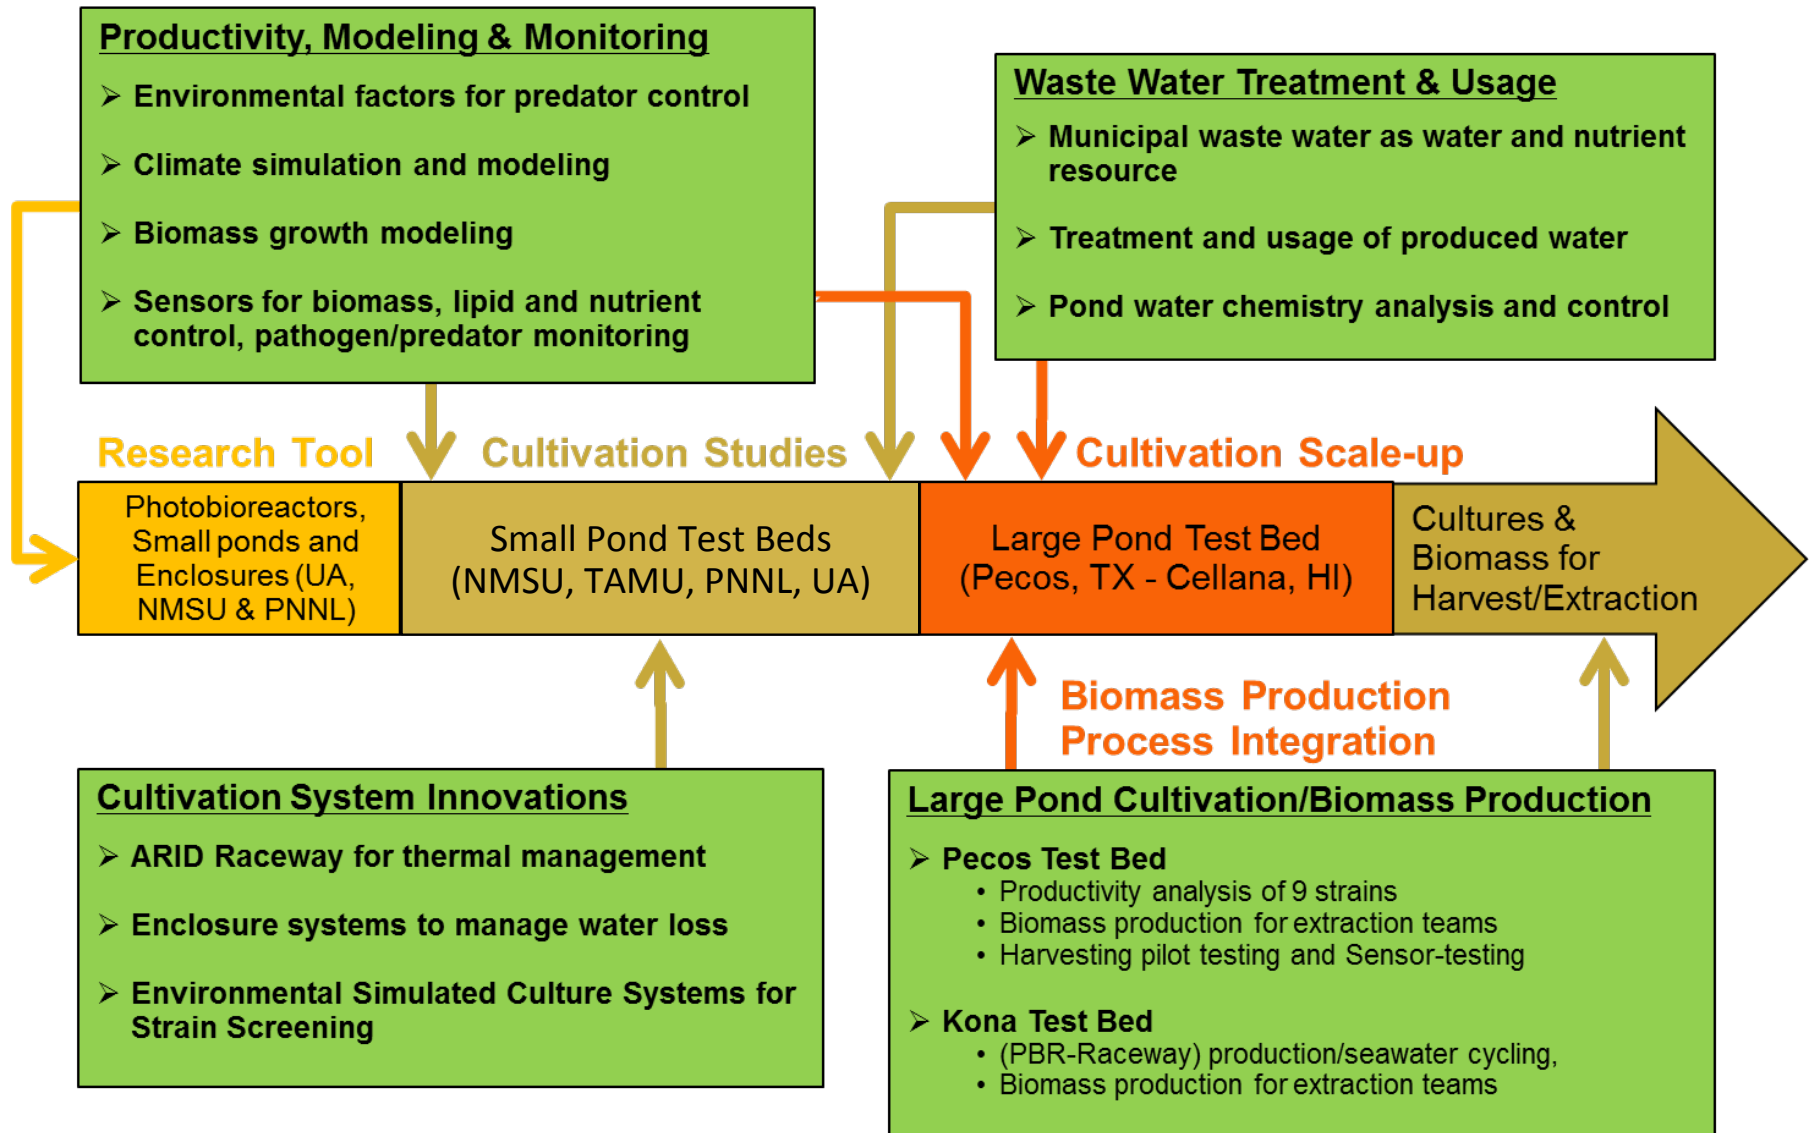 Productivity, Modeling & Monitoring
➢ Environmental factors for predator control
➢ Climate simulation and modeling
➢ Biomass growth modeling
➢ Sensors for biomass, lipid and nutrient
control, pathogen/predator monitoring
Waste Water Treatment & Usage
➢ Municipal waste water as water and nutrient
resource
➢ Treatment and usage of produced water
➢ Pond water chemistry analysis and control
Research Tool
Cultivation Studies
Cultivation Scale-up
Photobioreactors,
Small ponds and
Enclosures (UA,
NMSU & PNNL)
Small Pond Test Beds
(NMSU, TAMU, PNNL, UA)
Large Pond Test Bed
(Pecos, TX - Cellana, HI)
Cultures &
Biomass for
Harvest/Extraction
Biomass Production
Process Integration
Cultivation System Innovations
➢ ARID Raceway for thermal management
➢ Enclosure systems to manage water loss
➢ Environmental Simulated Culture Systems for
Strain Screening
Large Pond Cultivation/Biomass Production
➢ Pecos Test Bed
• Productivity analysis of 9 strains
• Biomass production for extraction teams
• Harvesting pilot testing and Sensor-testing
➢ Kona Test Bed
• (PBR-Raceway) production/seawater cycling,
• Biomass production for extraction teams